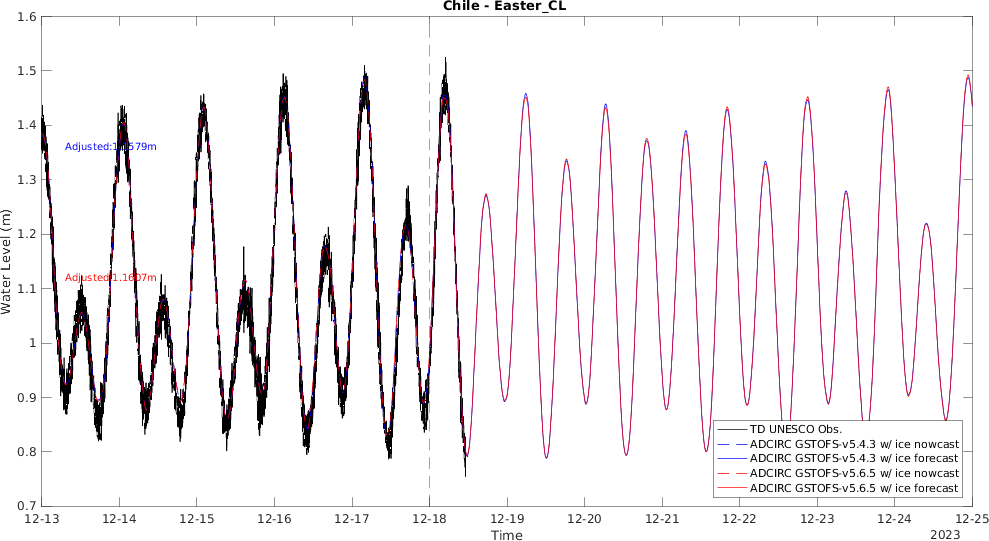 Chile - Easter_CL
1.6
1.5
1.4
1.3
1.2
1.1
1
0.9
0.8
0.7
Water Level (m)
Adjusted:1.1607m
TD UNESCO Obs.
ADCIRC GSTOFS-v5.4.3 w/ ice nowcast
ADCIRC GSTOFS-v5.4.3 w/ ice forecast
ADCIRC GSTOFS-v5.6.5 w/ ice nowcast
ADCIRC GSTOFS-v5.6.5 w/ ice forecast
12-13 12-14 12-15 12-16 12-17 12-18 12-19 12-20 12-21 12-22 12-23 12-24 12-25
Time
2023